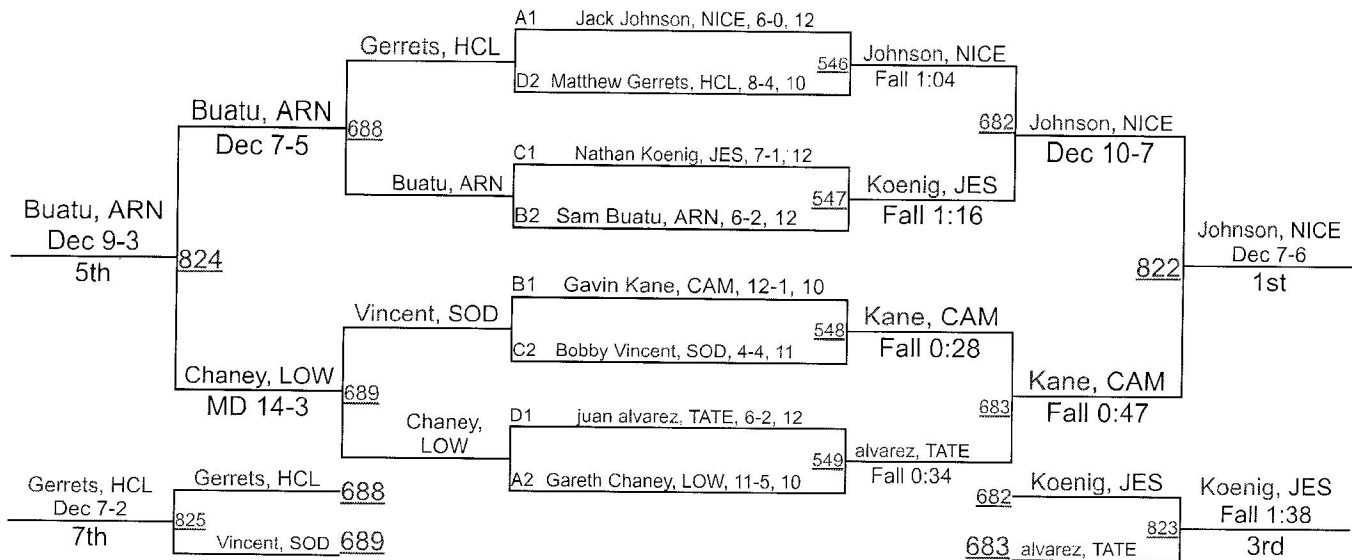 A1 Jack Johnson, NICE, 6-0, 12
Gerrets, HCL
546
Johnson, NICE
Fall 1:04
D2 Matthew Gerrets, HCL, 8-4, 10
Buatu, ARN
Dec 7-5
688
682
Johnson, NICE
Dec 10-7
C1 Nathan Koenig, JES, 7-1, 12
Buatu, ARN
547
Koenig, JES
Fall 1:16
B2 Sam Buatu, ARN, 6-2, 12
Buatu, ARN
Dec 9-3
5th
824
822
Johnson, NICE
Dec 7-6
1st
B1 Gavin Kane, CAM, 12-1, 10
Vincent, SOD
548
Kane, CAM
Fall 0:28
C2 Bobby Vincent, SOD, 4-4, 11
Chaney, LOW
MD 14-3
689
683
Kane, CAM
Fall 0:47
D1 juan alvarez, TATE, 6-2, 12
Chaney,
LOW
549
alvarez, TATE
Fall 0:34
A2 Gareth Chaney, LOW, 11-5, 10
Gerrets, HCL
Dec 7-2
7th
825
Gerrets, HCL
688
Vincent, SOD
689
682
Koenig, JES
683
alvarez, TATE
823
Koenig, JES
Fall 1:38
3rd